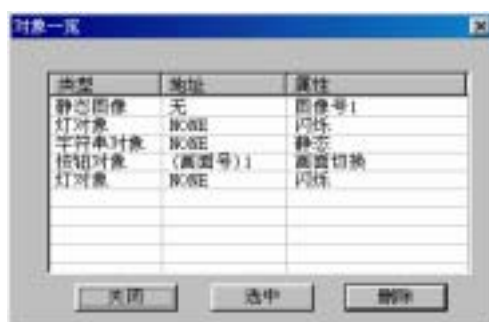 对象一览
类型 地址 属性
静态图像 无 图像号1
灯对象 NONE 闪烁
字符串对象 NONE 静态
按钮对象 (画面号)1 画面切换
灯对象 NONE 闪烁
关闭 选中 删除